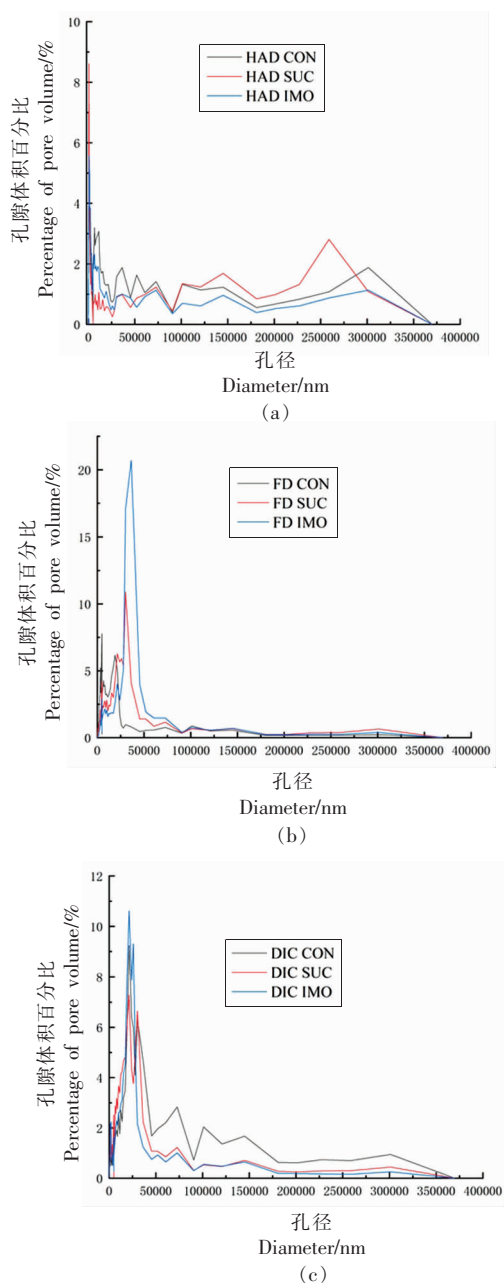 10
8
6
4
2
0
孔隙体积百分比
Percentage of pore volume/%
HAD CON
HAD SUC
HAD IMO
0 50000 100000 150000 200000 250000 300000 350000 400000
孔径
Diameter/nm
(a)
20
15
10
5
0
孔隙体积百分比
Percentage of pore volume/%
FD CON
FD SUC
FD IMO
0 50000 100000 150000 200000 250000 300000 350000 400000
孔径
Diameter/nm
(b)
12
10
8
6
4
2
0
孔隙体积百分比
Percentage of pore volume/%
DIC CON
DIC SUC
DIC IMO
0 50000 100000 150000 200000 250000 300000 350000 400000
孔径
Diameter/nm
(c)